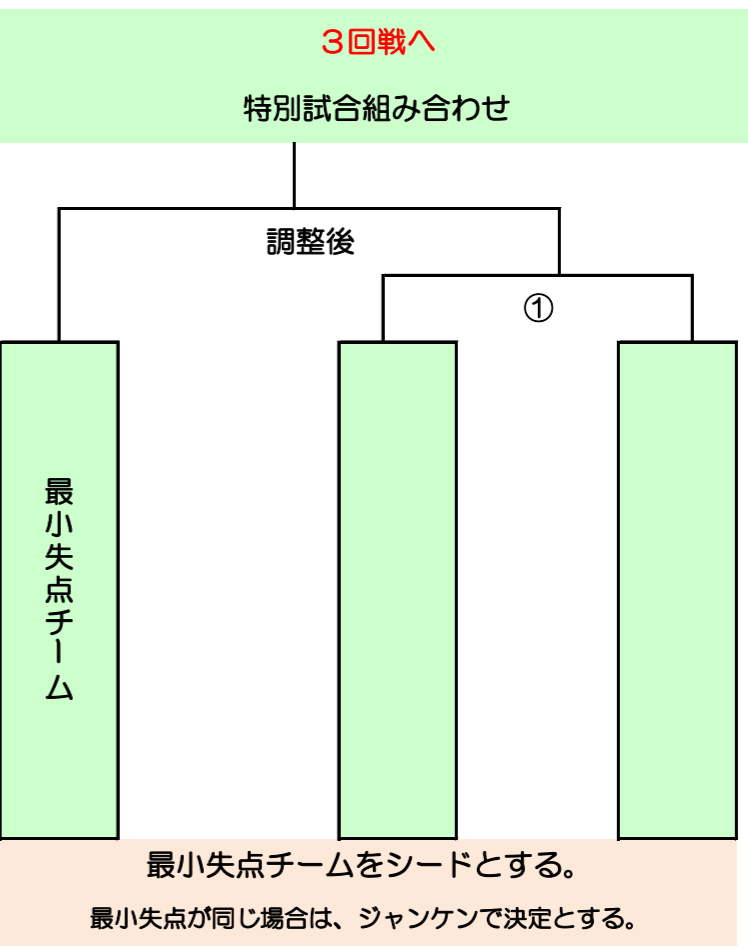 ３回戦へ
特別試合組み合わせ
調整後
①
最小失点チーム
最小失点チームをシードとする。
最小失点が同じ場合は、ジャンケンで決定とする。